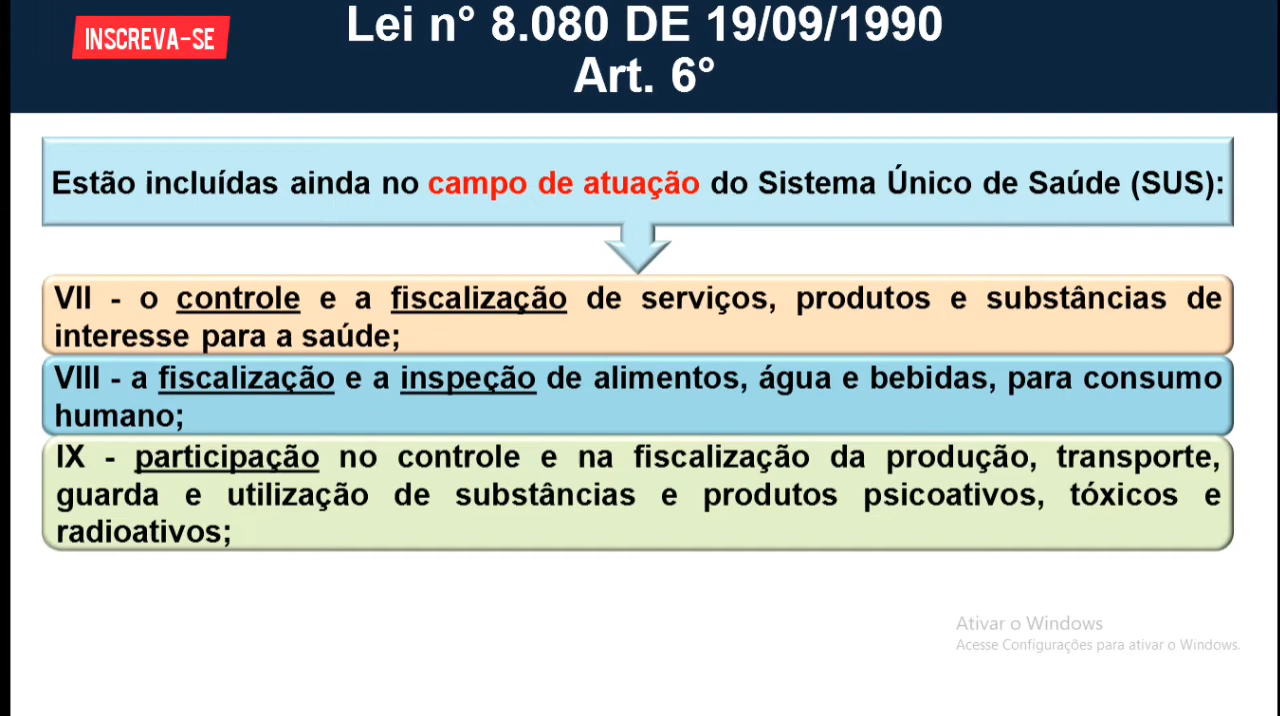 INSCREVA-SE
Lei n° 8.080 DE 19/09/1990
Art. 6°
Estão incluídas ainda no campo de atuação do Sistema Único de Saúde (SUS):
VII - o controle e a fiscalização de serviços, produtos e substâncias de
interesse para a saúde;
VIII - a fiscalização e a inspeção de alimentos, água e bebidas, para consumo
humano;
IX - participação no controle e na fiscalização da produção, transporte,
guarda e utilização de substâncias e produtos psicoativos, tóxicos e
radioativos;
Ativar o Windows
Acesse Configurações para ativar o Windows.